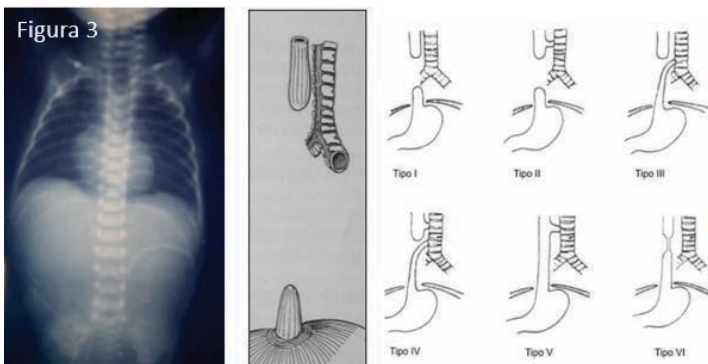 Figura 3
Tipo I
Tipo II
Tipo III
Tipo IV
Tipo V
Tipo VI